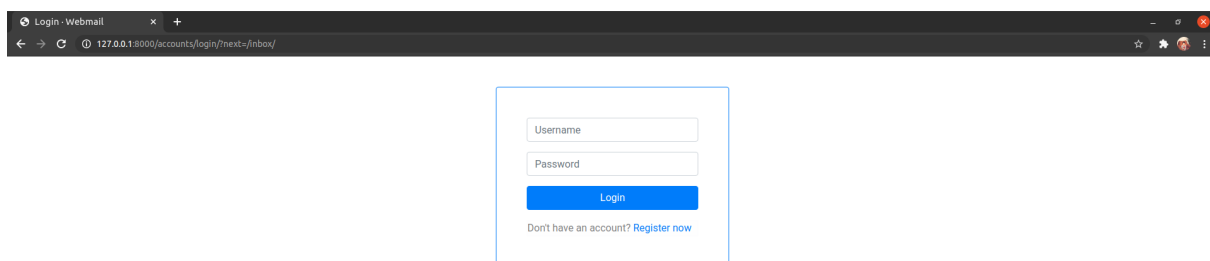 Login · Webmail
127.0.0.1:8000/accounts/login/?next=/inbox/
Username
Password
Login
Don't have an account? Register now